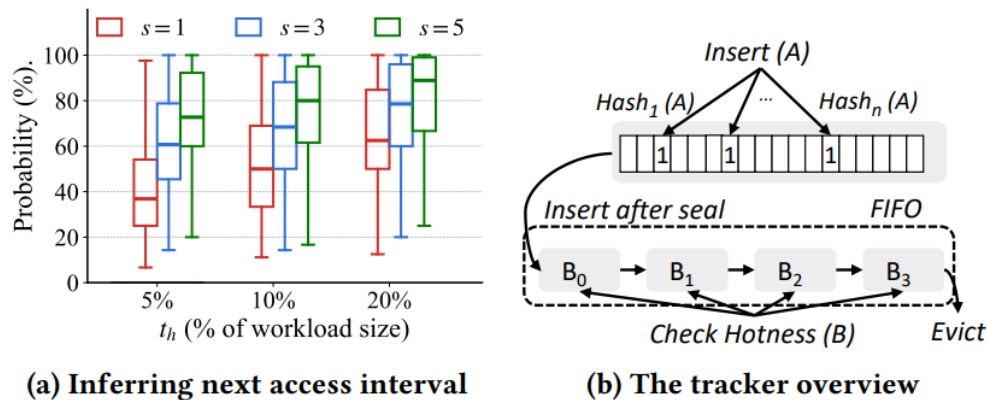 s = 1 s = 3 s = 5
Probability (%).
100
80
60
40
20
0
5% 10% 20%
t_h (% of workload size)
(a) Inferring next access interval
Insert (A)
Hash_1 (A) ... Hash_n (A)
1 1 1
Insert after seal FIFO
B_0 B_1 B_2 B_3
Check Hotness (B)
Evict
(b) The tracker overview